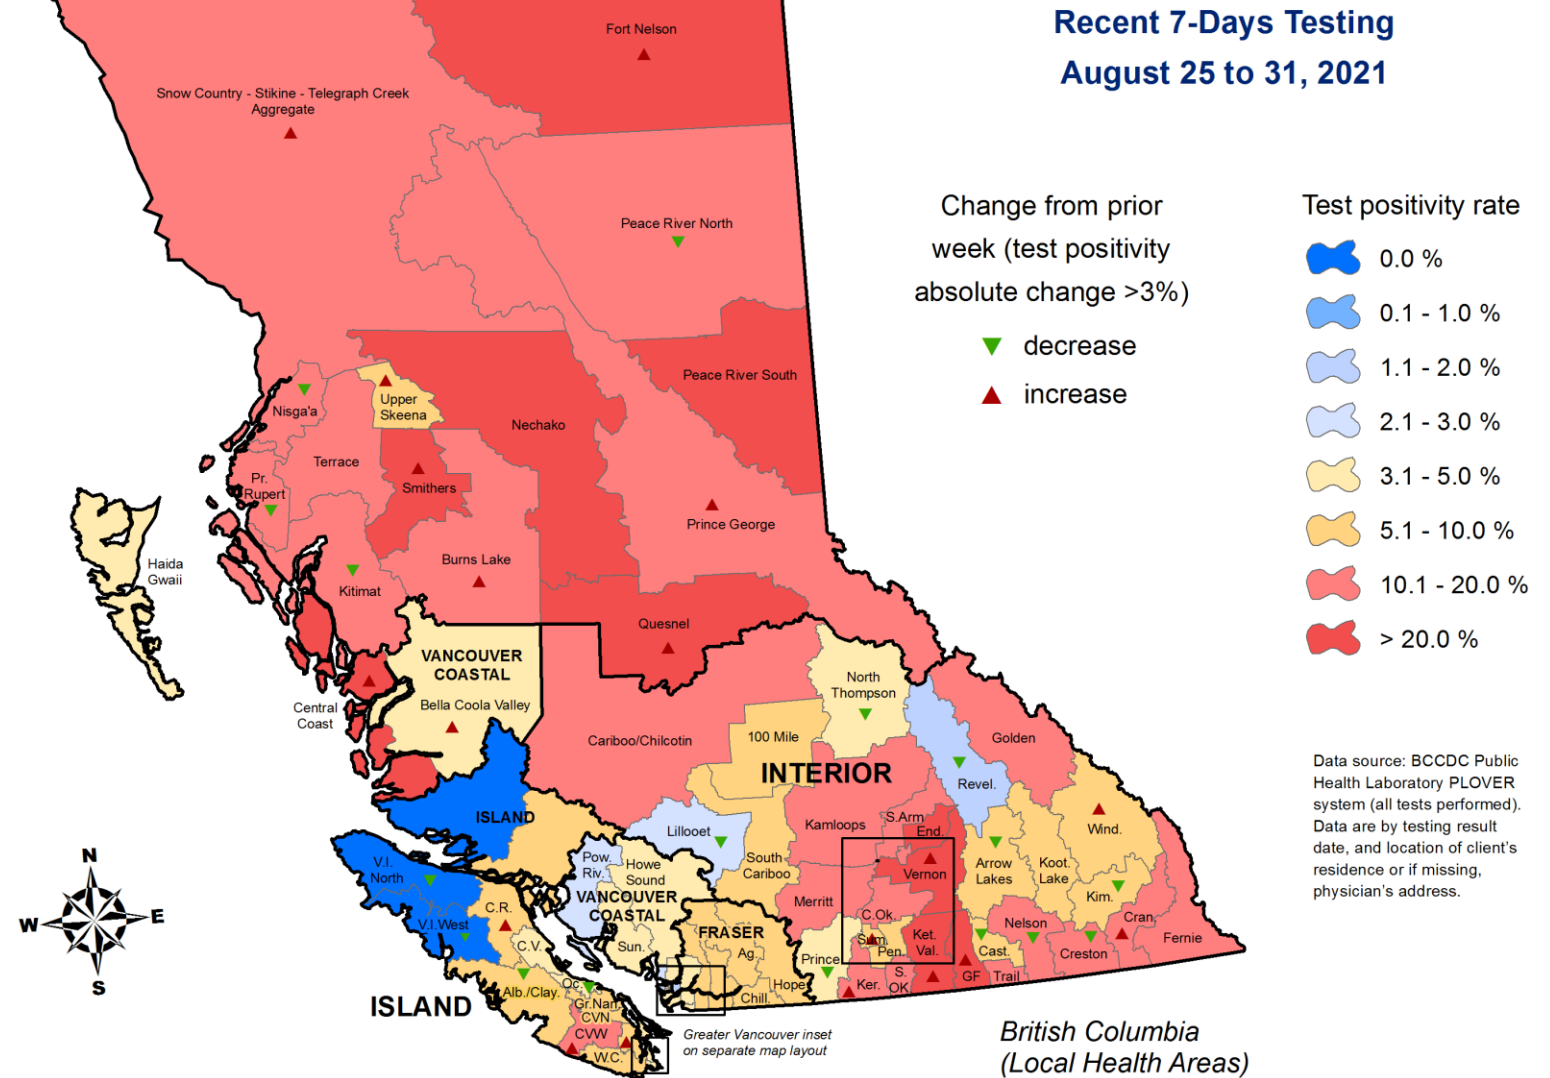 Recent 7-Days Testing
August 25 to 31, 2021
Change from prior
week (test positivity
absolute change >3%)
decrease
increase
Test positivity rate
0.0 %
0.1 - 1.0 %
1.1 - 2.0 %
2.1 - 3.0 %
3.1 - 5.0 %
5.1 - 10.0 %
10.1 - 20.0 %
> 20.0 %
Fort Nelson
Snow Country - Stikine - Telegraph Creek
Aggregate
Peace River North
Peace River South
Upper
Skeena
Nisga'a
Nechako
Terrace
Pr.
Rupert
Smithers
Prince George
Haida
Gwaii
Burns Lake
Kitimat
Quesnel
VANCOUVER
COASTAL
Bella Coola Valley
Central
Coast
North
Thompson
Cariboo/Chilcotin
100 Mile
Golden
INTERIOR
Revel.
ISLAND
Lillooet
Kamloops
S.Arm
End.
Wind.
V.I.
North
Pow.
Riv.
Howe
Sound
South
Cariboo
Vernon
Arrow
Lakes
Koot.
Lake
Kim.
VANCOUVER
COASTAL
C.R.
Merritt
C.Ok.
Cran.
V.I.West
FRASER
Nelson
C.V.
Sun.
Ag.
Sum.
Pen.
Ket.
Val.
Cast.
Creston
Fernie
Prince
Alb./Clay.
Oc.
Hope
Chill.
Ker.
S.
OK
GF
Trail
Gr.Nan
CVN
CVW
W.C.
ISLAND
N
W
E
S
Greater Vancouver inset
on separate map layout
British Columbia
(Local Health Areas)
Data source: BCCDC Public
Health Laboratory PLOVER
system (all tests performed).
Data are by testing result
date, and location of client's
residence or if missing,
physician's address.